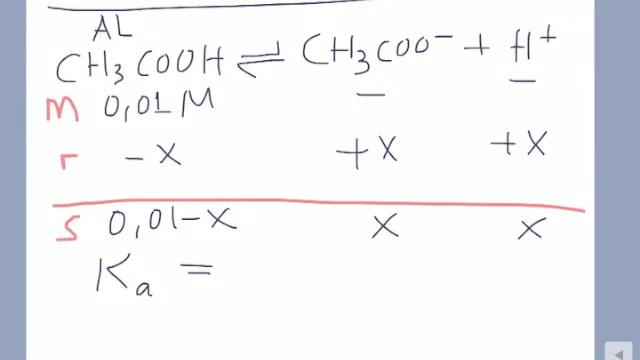 AL
CH₃COOH ⇌ CH₃COO⁻ + H⁺
m 0,01 M — —
r - x + x + x
s 0,01-x x x
Kₐ =